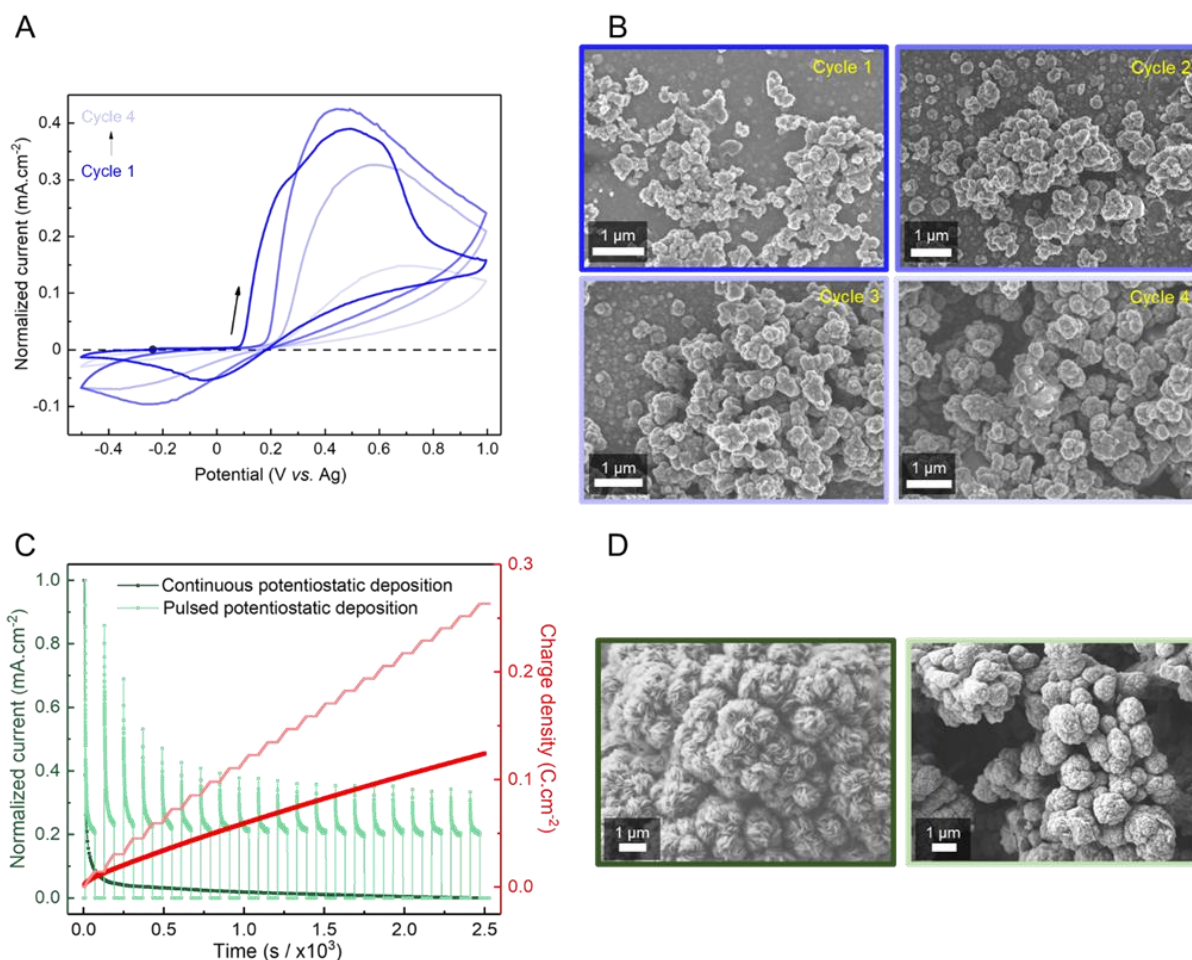 A
B
Normalized current (mA.cm-2)
0.4
0.3
0.2
0.1
0
-0.1
Cycle 4
Cycle 1
-0.4
-0.2
0
0.2
0.4
0.6
0.8
1.0
Potential (V vs. Ag)
Cycle 1
1 µm
Cycle 2
1 µm
Cycle 3
1 µm
Cycle 4
1 µm
C
D
Normalized current (mA.cm-2)
1.0
0.8
0.6
0.4
0.2
0.0
Continuous potentiostatic deposition
Pulsed potentiostatic deposition
0.3
0.2
0.1
0.0
Charge density (C.cm-2)
0.0
0.5
1.0
1.5
2.0
2.5
Time (s / x10³)
1 µm
1 µm